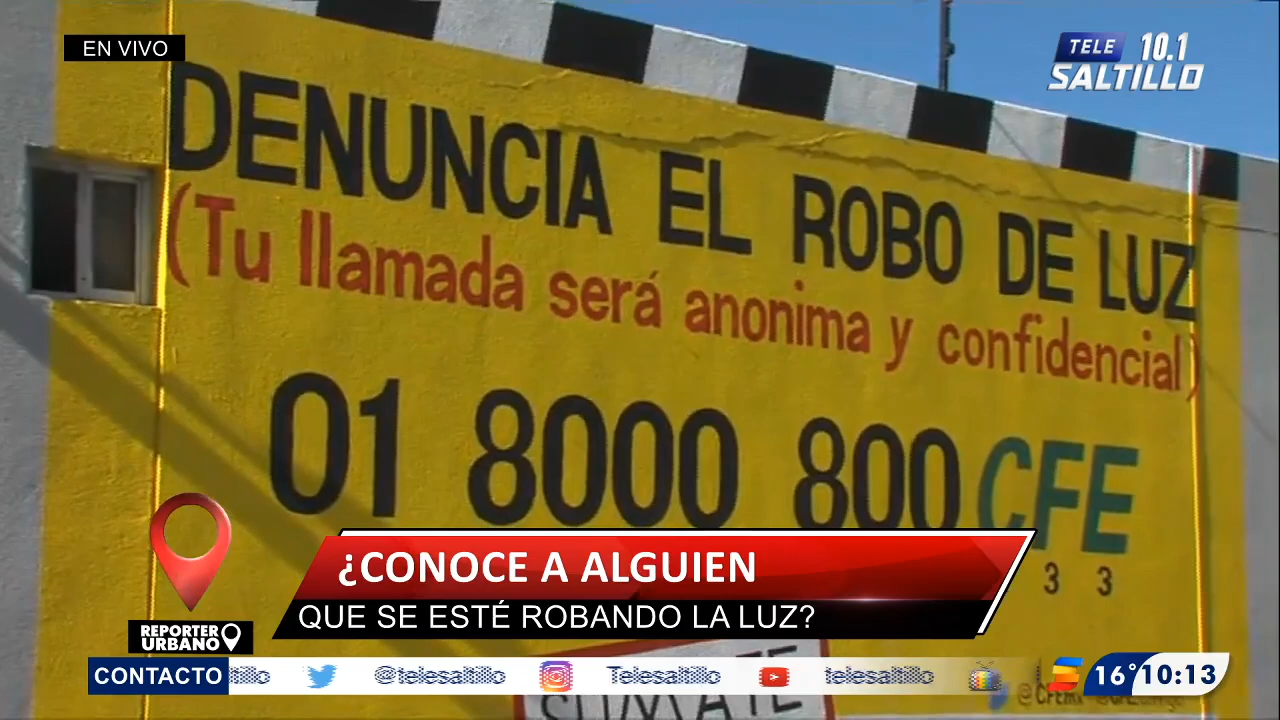 EN VIVO
TELE 10.1
SALTILLO
DENUNCIA EL ROBO DE LUZ
(Tu llamada será anonima y confidencial)
01 8000 800 CFE
3 3
¿CONOCE A ALGUIEN
QUE SE ESTÉ ROBANDO LA LUZ?
REPORTER
URBANO
CONTACTO @telesaltillo Telesaltillo telesaltillo 16° 10:13